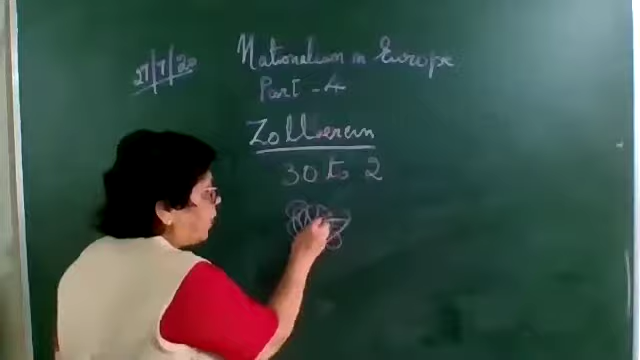 27/7/20
Nationalism in Europe
Part - 4
Zollverein
30 to 2